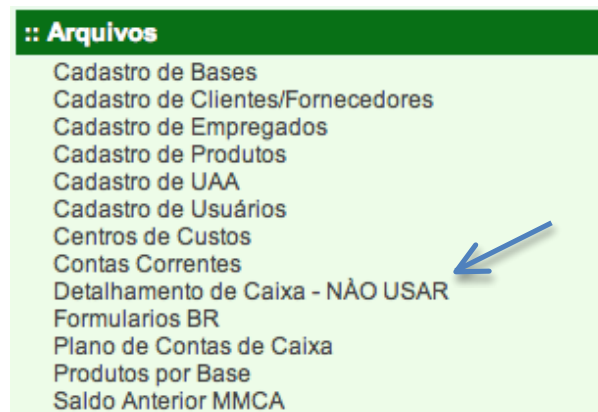 :: Arquivos
Cadastro de Bases
Cadastro de Clientes/Fornecedores
Cadastro de Empregados
Cadastro de Produtos
Cadastro de UAA
Cadastro de Usuários
Centros de Custos
Contas Correntes
Detalhamento de Caixa - NÀO USAR
Formularios BR
Plano de Contas de Caixa
Produtos por Base
Saldo Anterior MMCA